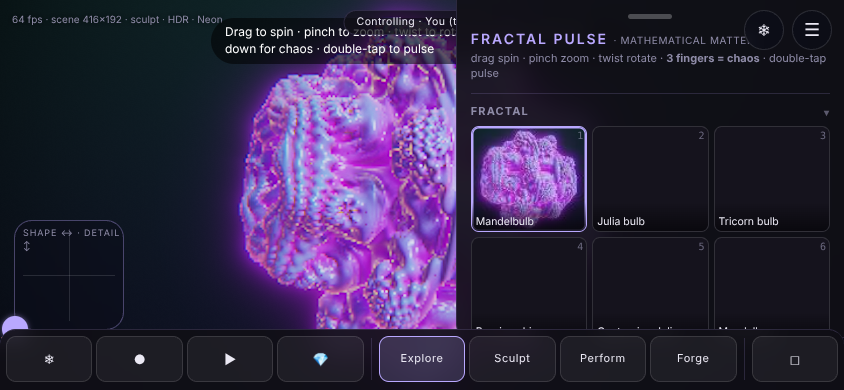 64 fps · scene 416×192 · sculpt · HDR · Neon
Controlling · You (t
Drag to spin · pinch to zoom · twist to rot
down for chaos · double-tap to pulse
SHAPE ↔ · DETAIL
↕
FRACTAL PULSE · MATHEMATICAL MATTE
drag spin · pinch zoom · twist rotate · 3 fingers = chaos · double-tap
pulse
FRACTAL ▾
1
Mandelbulb
2
Julia bulb
3
Tricorn bulb
4
5
6
Explore
Sculpt
Perform
Forge